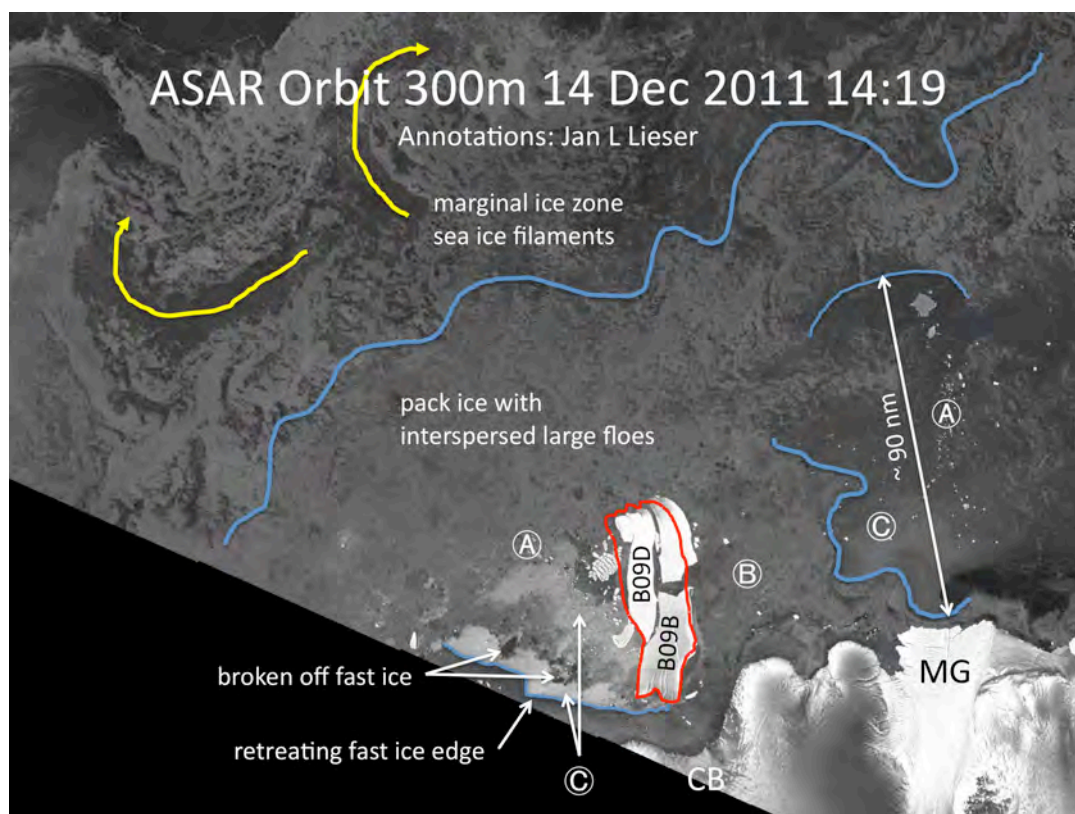 ASAR Orbit 300m 14 Dec 2011 14:19
Annotations: Jan L Lieser
marginal ice zone
sea ice filaments
pack ice with
interspersed large floes
Ⓐ
~ 90 nm
Ⓒ
Ⓐ
B09D
Ⓑ
B09B
broken off fast ice
MG
retreating fast ice edge
Ⓒ
CB